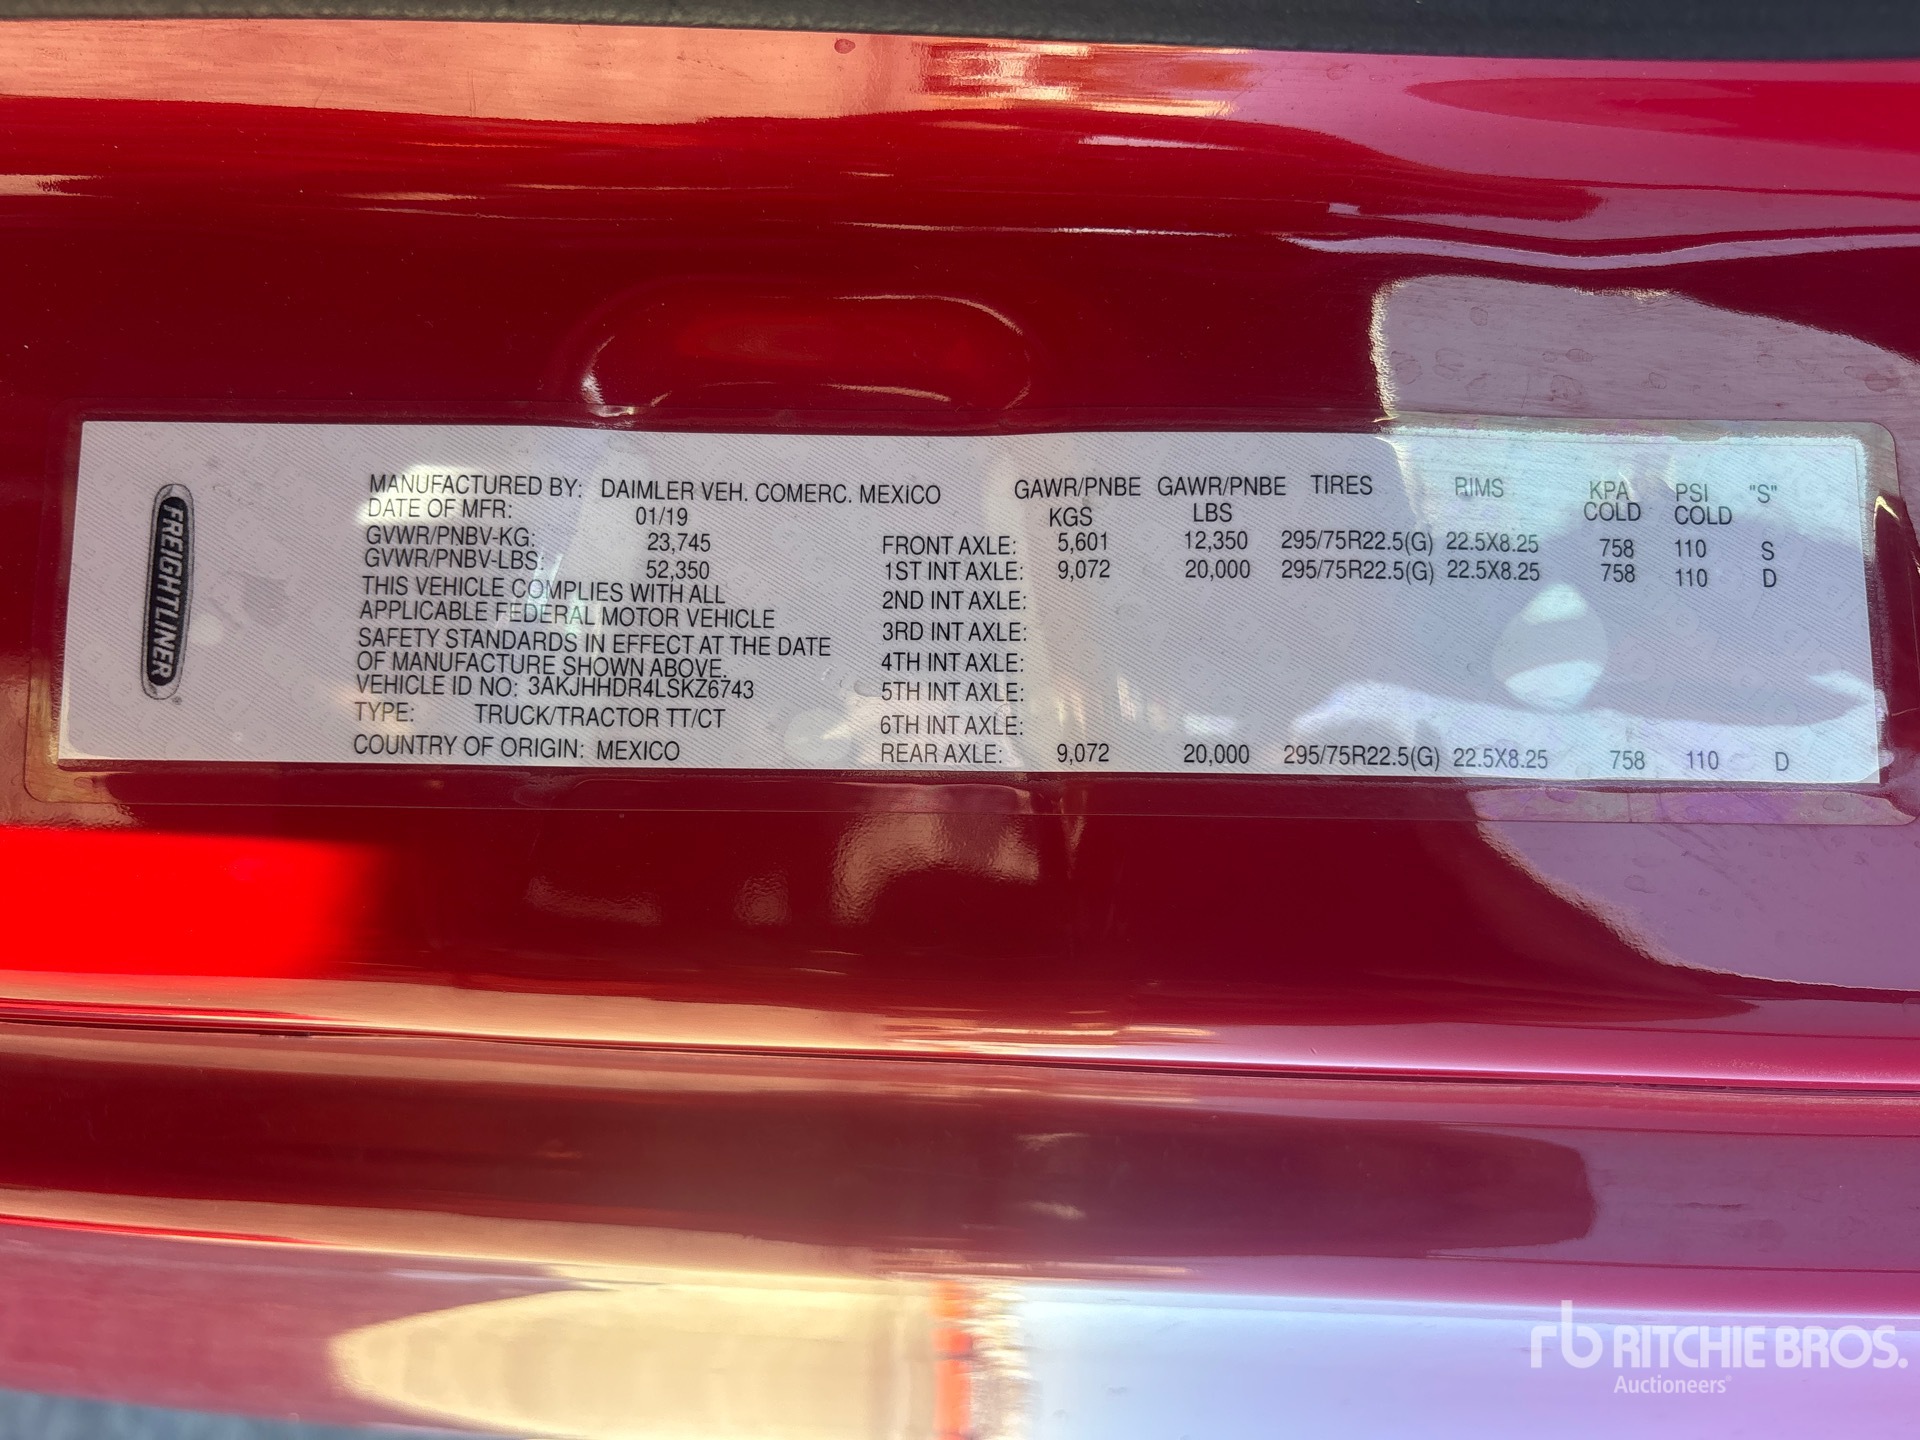 FREIGHTLINER
MANUFACTURED BY: DAIMLER VEH. COMERC. MEXICO
DATE OF MFR: 01/19
GVWR/PNBV-KG: 23,745
GVWR/PNBV-LBS: 52,350
THIS VEHICLE COMPLIES WITH ALL
APPLICABLE FEDERAL MOTOR VEHICLE
SAFETY STANDARDS IN EFFECT AT THE DATE
OF MANUFACTURE SHOWN ABOVE.
VEHICLE ID NO: 3AKJHHDR4LSKZ6743
TYPE: TRUCK/TRACTOR TT/CT
COUNTRY OF ORIGIN: MEXICO
GAWR/PNBE GAWR/PNBE TIRES RIMS KPA PSI "S"
KGS LBS COLD COLD
FRONT AXLE: 5,601 12,350 295/75R22.5(G) 22.5X8.25 758 110 S
1ST INT AXLE: 9,072 20,000 295/75R22.5(G) 22.5X8.25 758 110 D
2ND INT AXLE:
3RD INT AXLE:
4TH INT AXLE:
5TH INT AXLE:
6TH INT AXLE:
REAR AXLE: 9,072 20,000 295/75R22.5(G) 22.5X8.25 758 110 D
rb RITCHIE BROS.
Auctioneers